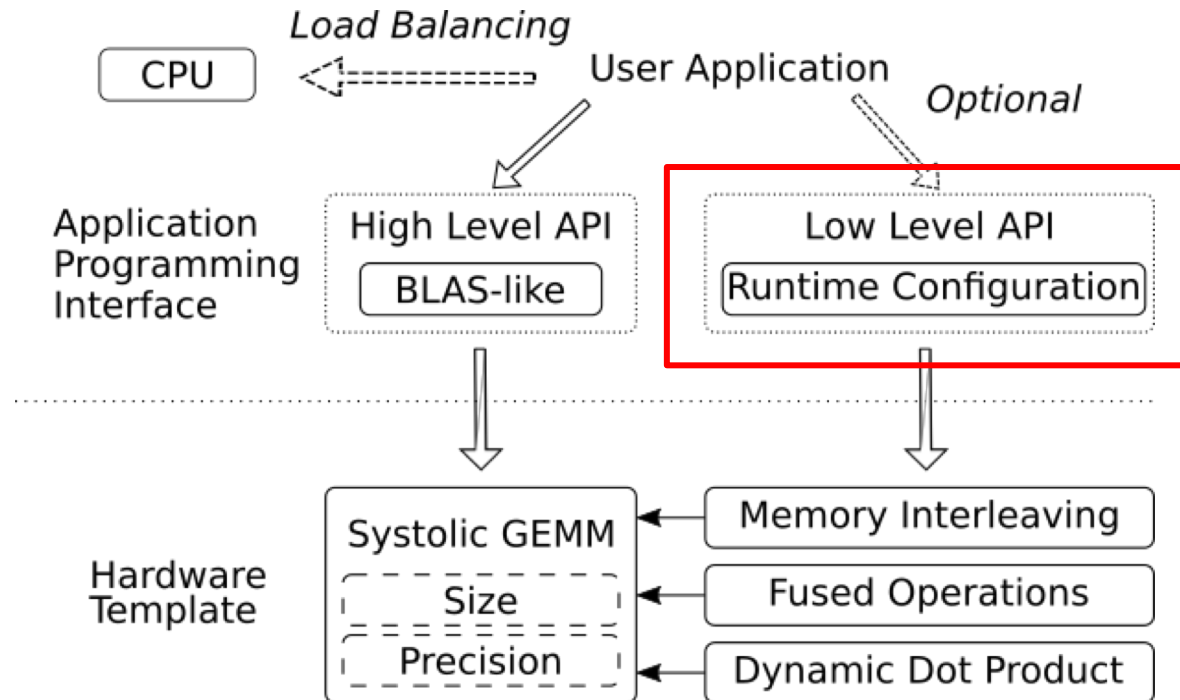 Load Balancing
CPU
User Application
Optional
Application
Programming
Interface
High Level API
BLAS-like
Low Level API
Runtime Configuration
Hardware
Template
Systolic GEMM
Size
Precision
Memory Interleaving
Fused Operations
Dynamic Dot Product